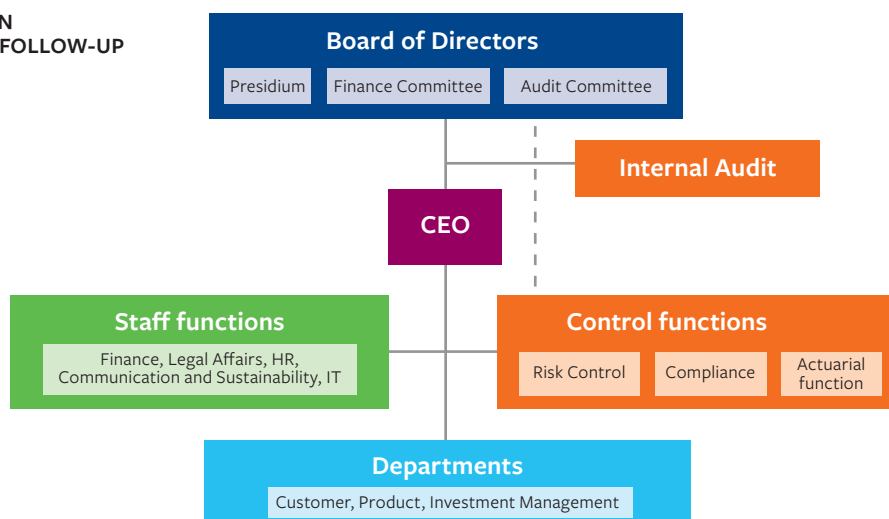 N
FOLLOW-UP
Board of Directors
Presidium
Finance Committee
Audit Committee
Internal Audit
CEO
Staff functions
Finance, Legal Affairs, HR,
Communication and Sustainability, IT
Control functions
Risk Control
Compliance
Actuarial
function
Departments
Customer, Product, Investment Management